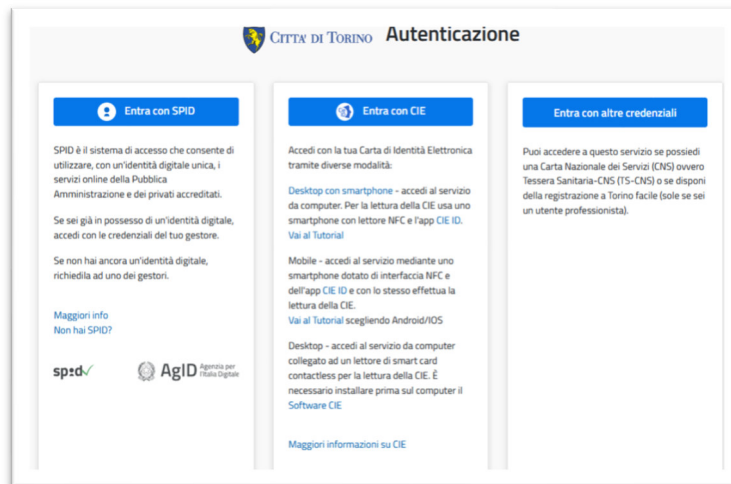 CITTA' DI TORINO Autenticazione
Entra con SPID
SPID è il sistema di accesso che consente di
utilizzare, con un'identità digitale unica, i
servizi online della Pubblica
Amministrazione e dei privati accreditati.
Se sei già in possesso di un'identità digitale,
accedi con le credenziali del tuo gestore.
Se non hai ancora un'identità digitale,
richiedila ad uno dei gestori.
Maggiori info
Non hai SPID?
spid
AgID Agenzia per
l'Italia Digitale
Entra con CIE
Accedi con la tua Carta di Identità Elettronica
tramite diverse modalità:
Desktop con smartphone - accedi al servizio
da computer. Per la lettura della CIE usa uno
smartphone con lettore NFC e l'app CIE ID.
Vai al Tutorial
Mobile - accedi al servizio mediante uno
smartphone dotato di interfaccia NFC e
dell'app CIE ID e con lo stesso effettua la
lettura della CIE.
Vai al Tutorial scegliendo Android/IOS
Desktop - accedi al servizio da computer
collegato ad un lettore di smart card
contactless per la lettura della CIE. È
necessario installare prima sul computer il
Software CIE
Maggiori informazioni su CIE
Entra con altre credenziali
Puoi accedere a questo servizio se possiedi
una Carta Nazionale dei Servizi (CNS) ovvero
Tessera Sanitaria-CNS (TS-CNS) o se disponi
della registrazione a Torino facile (sole se sei
un utente professionista).